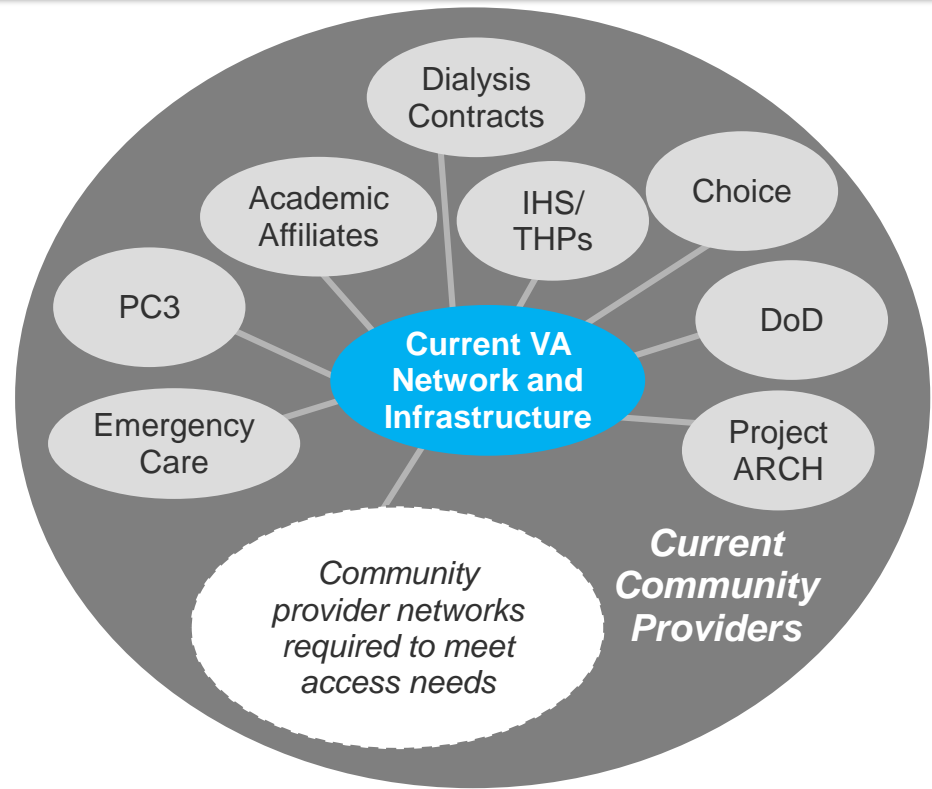 Dialysis
Contracts
Academic
Affiliates
IHS/
THPs
Choice
PC3
DoD
Current VA
Network and
Infrastructure
Emergency
Care
Project
ARCH
Community
provider networks
required to meet
access needs
Current
Community
Providers